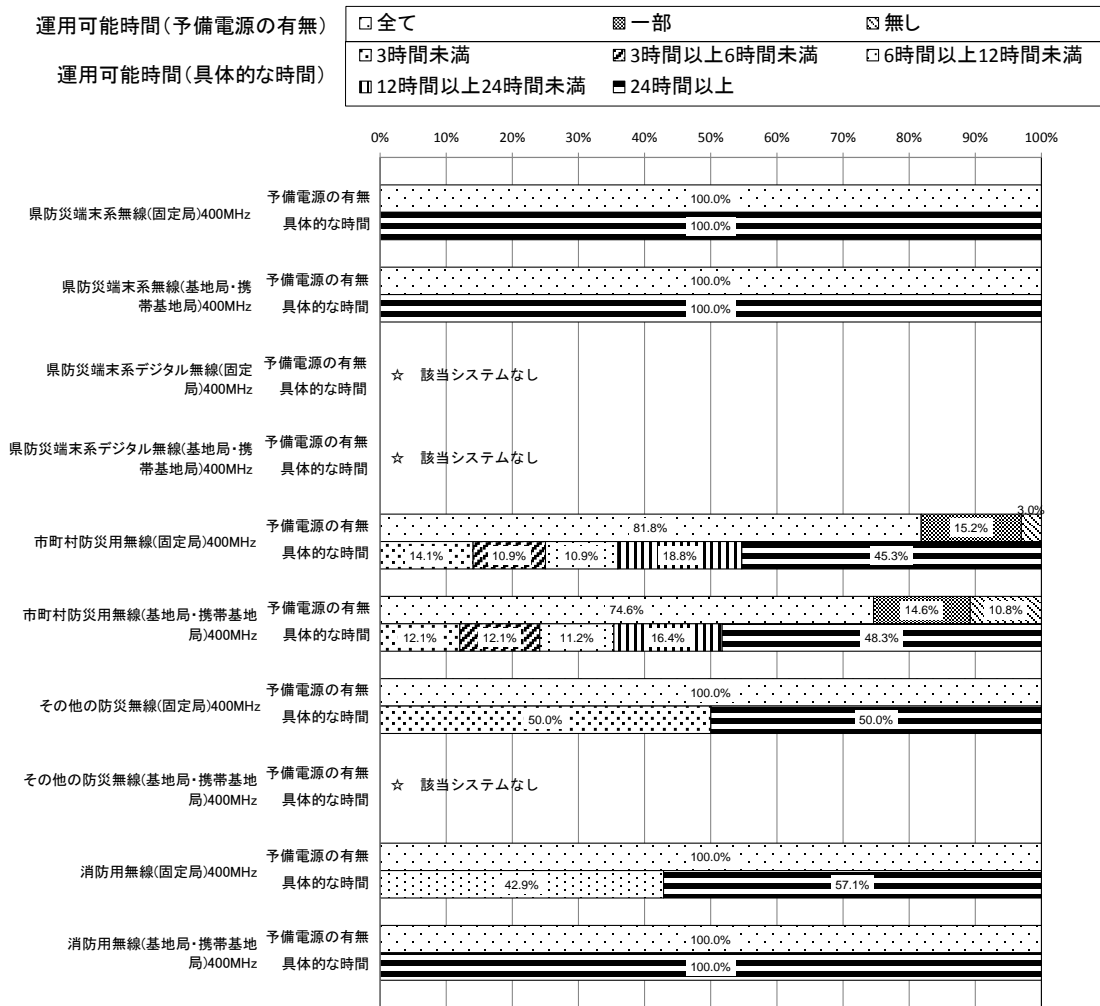 運用可能時間(予備電源の有無)
全て 一部 無し
運用可能時間(具体的な時間)
3時間未満 3時間以上6時間未満 6時間以上12時間未満
12時間以上24時間未満 24時間以上
0% 10% 20% 30% 40% 50% 60% 70% 80% 90% 100%
県防災端末系無線(固定局)400MHz
予備電源の有無
100.0%
具体的な時間
100.0%
県防災端末系無線(基地局・携
帯基地局)400MHz
予備電源の有無
100.0%
具体的な時間
100.0%
県防災端末系デジタル無線(固定
局)400MHz
予備電源の有無
具体的な時間
☆ 該当システムなし
県防災端末系デジタル無線(基地局・携
帯基地局)400MHz
予備電源の有無
具体的な時間
☆ 該当システムなし
市町村防災用無線(固定局)400MHz
予備電源の有無
81.8% 15.2% 3.0%
具体的な時間
14.1% 10.9% 10.9% 18.8% 45.3%
市町村防災用無線(基地局・携帯基地
局)400MHz
予備電源の有無
74.6% 14.6% 10.8%
具体的な時間
12.1% 12.1% 11.2% 16.4% 48.3%
その他の防災無線(固定局)400MHz
予備電源の有無
100.0%
具体的な時間
50.0% 50.0%
その他の防災無線(基地局・携帯基地
局)400MHz
予備電源の有無
具体的な時間
☆ 該当システムなし
消防用無線(固定局)400MHz
予備電源の有無
100.0%
具体的な時間
42.9% 57.1%
消防用無線(基地局・携帯基地
局)400MHz
予備電源の有無
100.0%
具体的な時間
100.0%